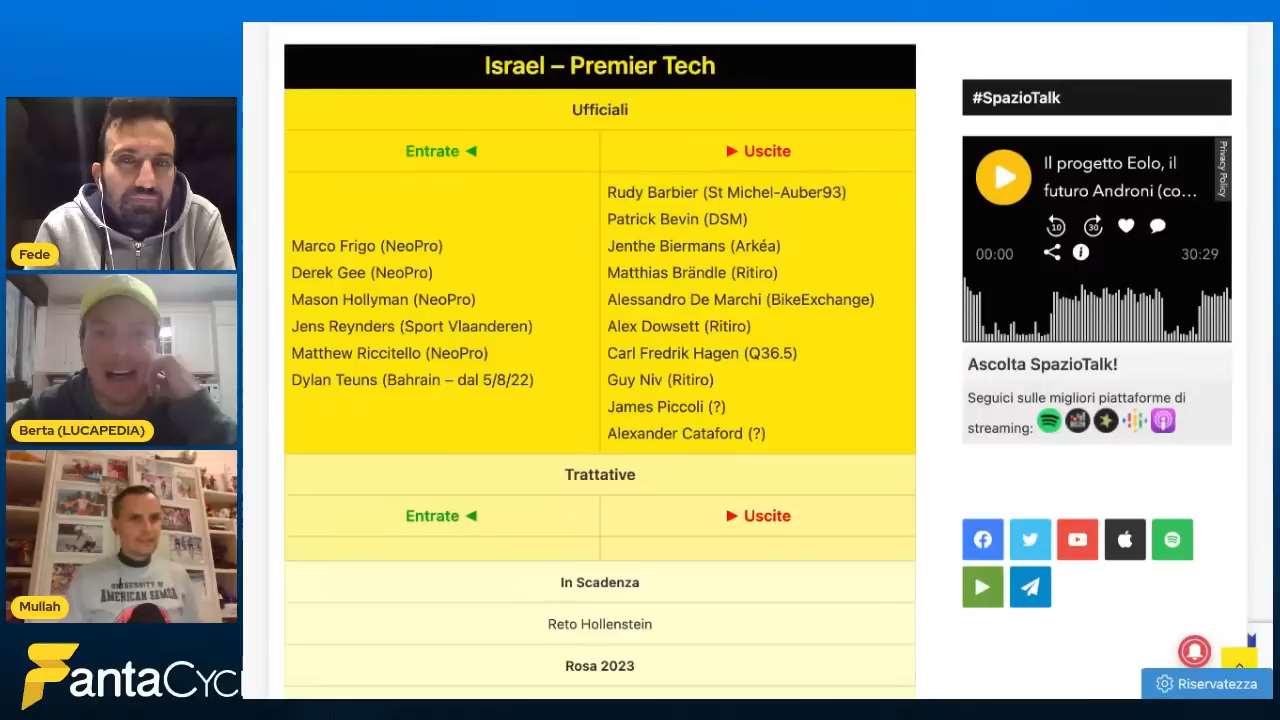 Fede
Berta (LUCAPEDIA)
UNIVERSITY OF
AMERICAN SAMOA
Mullah
FantaCyc
Israel – Premier Tech
Ufficiali
Entrate ◄
► Uscite
Marco Frigo (NeoPro)
Derek Gee (NeoPro)
Mason Hollyman (NeoPro)
Jens Reynders (Sport Vlaanderen)
Matthew Riccitello (NeoPro)
Dylan Teuns (Bahrain – dal 5/8/22)
Rudy Barbier (St Michel-Auber93)
Patrick Bevin (DSM)
Jenthe Biermans (Arkéa)
Matthias Brändle (Ritiro)
Alessandro De Marchi (BikeExchange)
Alex Dowsett (Ritiro)
Carl Fredrik Hagen (Q36.5)
Guy Niv (Ritiro)
James Piccoli (?)
Alexander Cataford (?)
Trattative
Entrate ◄
► Uscite
In Scadenza
Reto Hollenstein
Rosa 2023
#SpazioTalk
Il progetto Eolo, il
futuro Androni (co...
Privacy Policy
10
30
00:00
30:29
Ascolta SpazioTalk!
Seguici sulle migliori piattaforme di
streaming:
Riservatezza